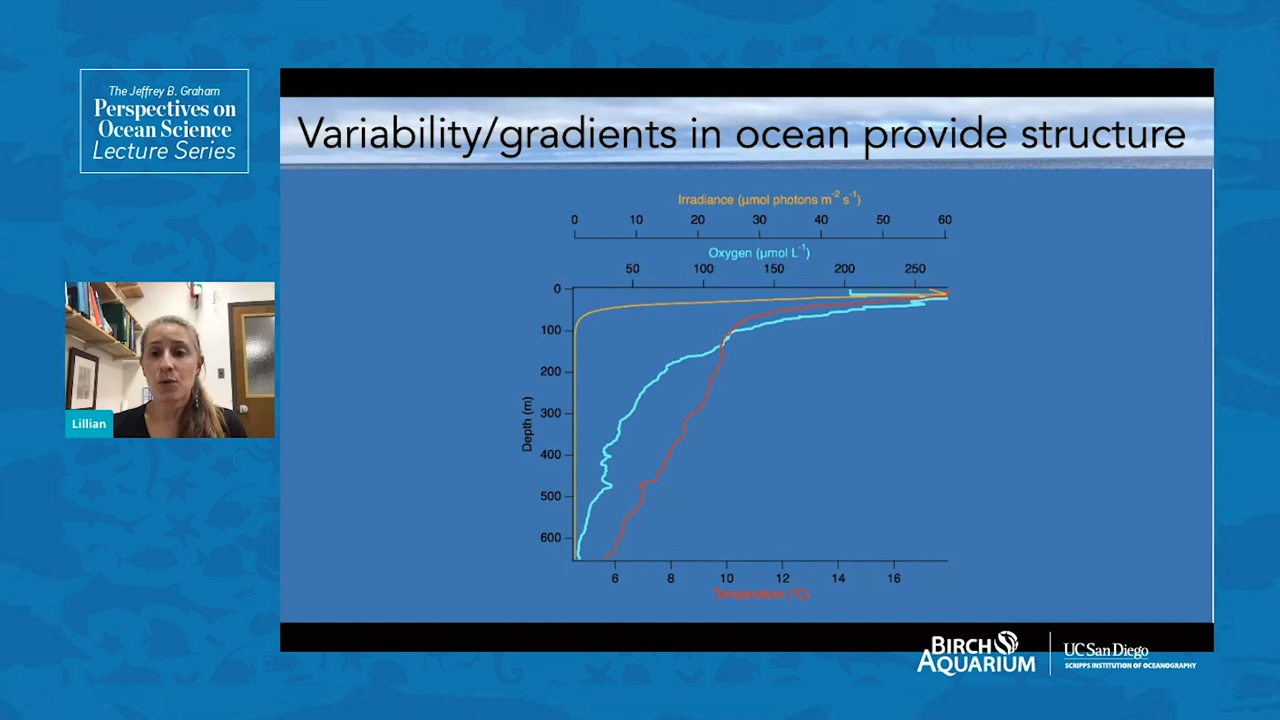 The Jeffrey B. Graham
Perspectives on
Ocean Science
Lecture Series
Variability/gradients in ocean provide structure
Irradiance (µmol photons m⁻² s⁻¹)
0 10 20 30 40 50 60
Oxygen (µmol L⁻¹)
50 100 150 200 250
0
100
200
300
400
500
600
Depth (m)
6 8 10 12 14 16
Temperature (°C)
Lillian
BIRCH
AQUARIUM
UC San Diego
SCRIPPS INSTITUTION OF OCEANOGRAPHY